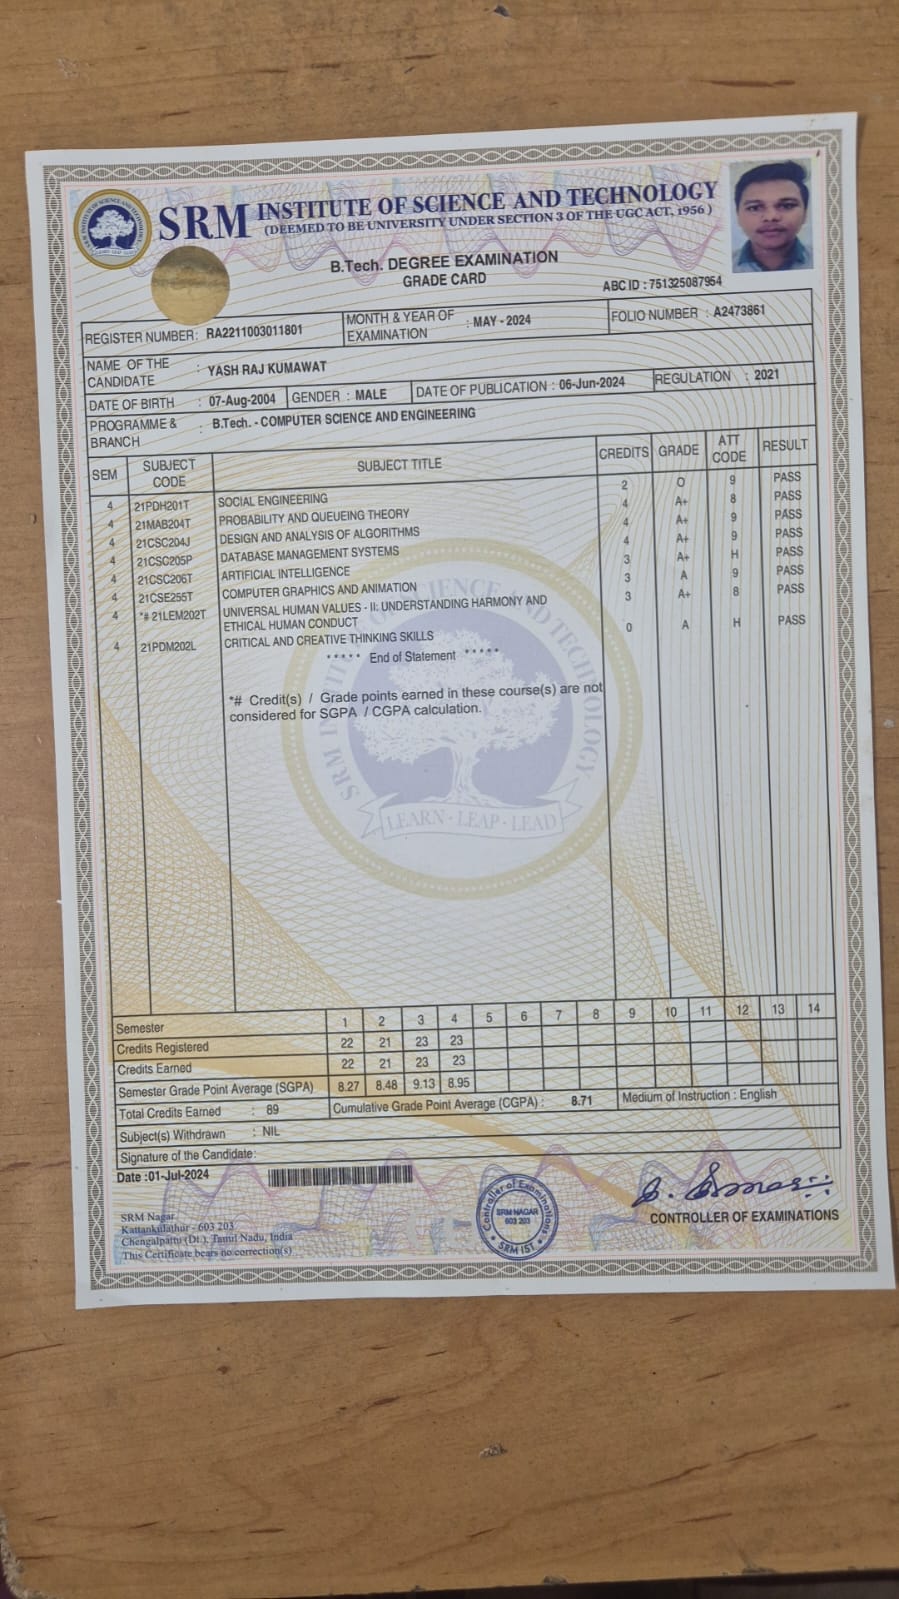 SRM INSTITUTE OF SCIENCE AND TECHNOLOGY
(DEEMED TO BE UNIVERSITY UNDER SECTION 3 OF THE UGC ACT, 1956 )
B.Tech. DEGREE EXAMINATION
GRADE CARD
ABC ID : 751325087954
REGISTER NUMBER: RA2211003011801 MONTH & YEAR OF EXAMINATION : MAY - 2024 FOLIO NUMBER : A2473861
NAME OF THE CANDIDATE : YASH RAJ KUMAWAT
DATE OF BIRTH : 07-Aug-2004 GENDER : MALE DATE OF PUBLICATION : 06-Jun-2024 REGULATION : 2021
PROGRAMME & BRANCH : B.Tech. - COMPUTER SCIENCE AND ENGINEERING
SEM SUBJECT CODE SUBJECT TITLE CREDITS GRADE ATT CODE RESULT
4 21PDH201T SOCIAL ENGINEERING 2 O 9 PASS
4 21MAB204T PROBABILITY AND QUEUEING THEORY 4 A+ 8 PASS
4 21CSC204J DESIGN AND ANALYSIS OF ALGORITHMS 4 A+ 9 PASS
4 21CSC205P DATABASE MANAGEMENT SYSTEMS 4 A+ 9 PASS
4 21CSC206T ARTIFICIAL INTELLIGENCE 3 A+ H PASS
4 21CSE255T COMPUTER GRAPHICS AND ANIMATION 3 A 9 PASS
4 *# 21LEM202T UNIVERSAL HUMAN VALUES - II: UNDERSTANDING HARMONY AND 3 A+ 8 PASS
ETHICAL HUMAN CONDUCT
4 21PDM202L CRITICAL AND CREATIVE THINKING SKILLS 0 A H PASS
***** End of Statement *****
*# Credit(s) / Grade points earned in these course(s) are not
considered for SGPA / CGPA calculation.
SRM INSTITUTE OF SCIENCE AND TECHNOLOGY
LEARN · LEAP · LEAD
Semester 1 2 3 4 5 6 7 8 9 10 11 12 13 14
Credits Registered 22 21 23 23
Credits Earned 22 21 23 23
Semester Grade Point Average (SGPA) 8.27 8.48 9.13 8.95
Total Credits Earned : 89 Cumulative Grade Point Average (CGPA) : 8.71 Medium of Instruction : English
Subject(s) Withdrawn : NIL
Signature of the Candidate:
Date :01-Jul-2024
SRM Nagar
Kattankulathur - 603 203
Chengalpattu (Dt.), Tamil Nadu, India
This Certificate bears no correction(s)
Controller of Examinations
SRM NAGAR
603 203
SRM IST
CONTROLLER OF EXAMINATIONS